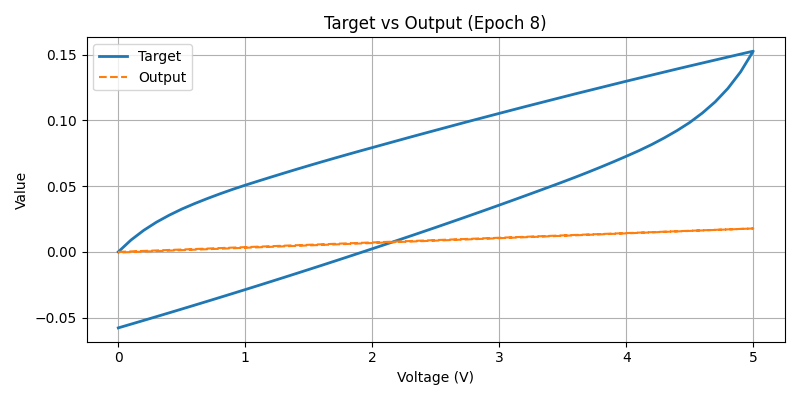 Target vs Output (Epoch 8)
Target
Output
0.15
0.10
0.05
0.00
−0.05
Value
0 1 2 3 4 5
Voltage (V)